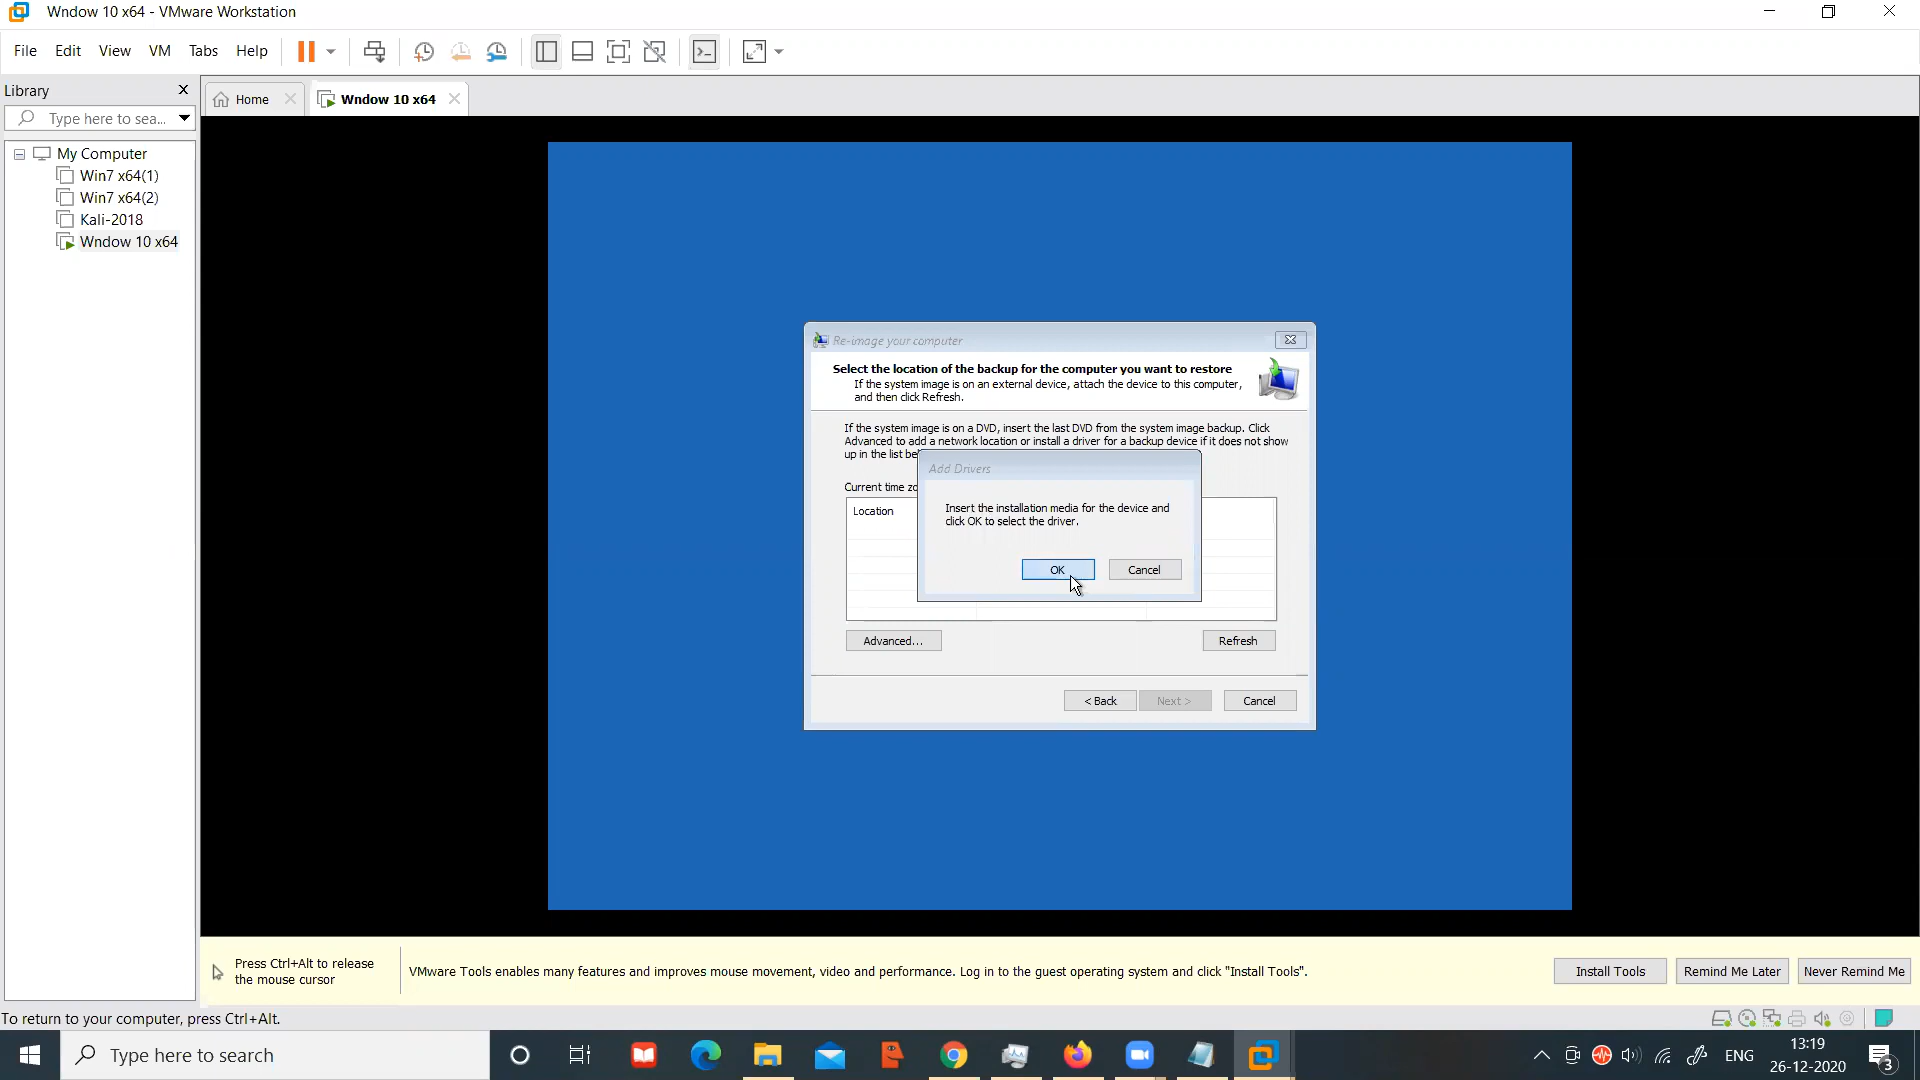 Wndow 10 x64 - VMware Workstation
File Edit View VM Tabs Help
Library
Home
Wndow 10 x64
Type here to sea...
My Computer
Win7 x64(1)
Win7 x64(2)
Kali-2018
Wndow 10 x64
Re-image your computer
Select the location of the backup for the computer you want to restore
If the system image is on an external device, attach the device to this computer,
and then click Refresh.
If the system image is on a DVD, insert the last DVD from the system image backup. Click
Advanced to add a network location or install a driver for a backup device if it does not show
up in the list be
Add Drivers
Current time zo
Location
Insert the installation media for the device and
click OK to select the driver.
OK Cancel
Advanced... Refresh
< Back Next > Cancel
Press Ctrl+Alt to release
the mouse cursor
VMware Tools enables many features and improves mouse movement, video and performance. Log in to the guest operating system and click "Install Tools".
Install Tools Remind Me Later Never Remind Me
To return to your computer, press Ctrl+Alt.
Type here to search
ENG
13:19
26-12-2020
3